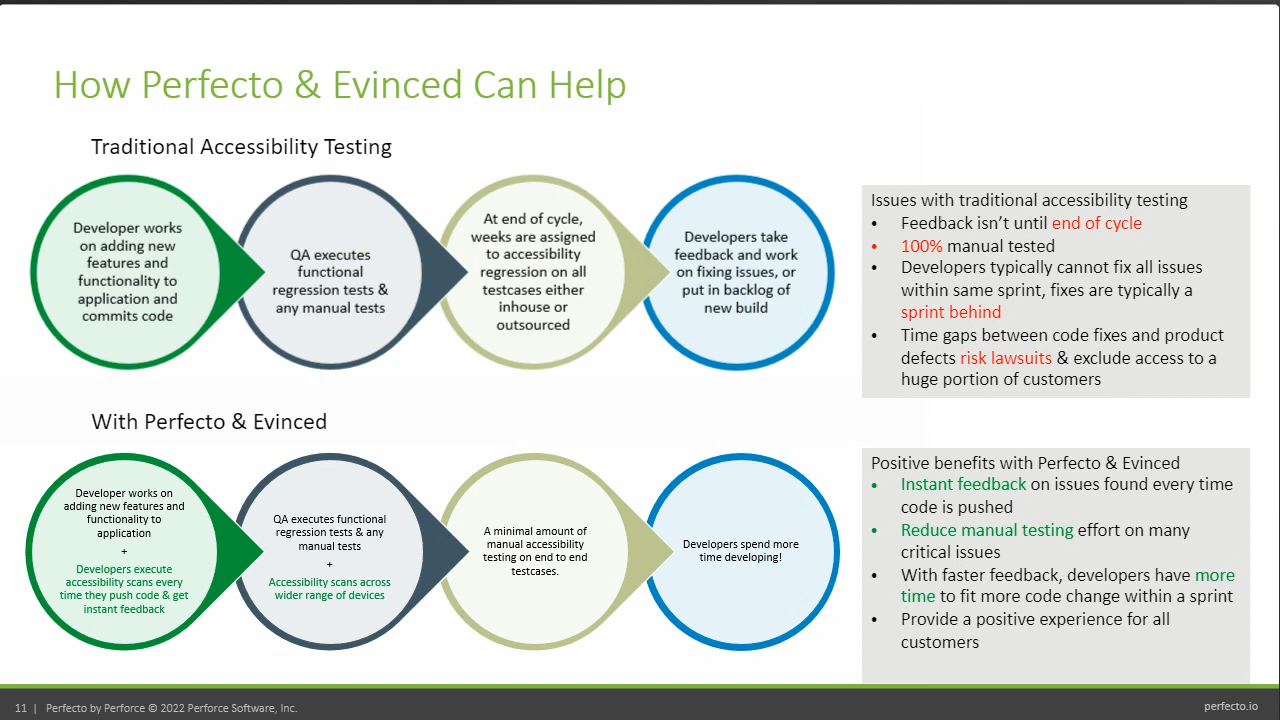 How Perfecto & Evinced Can Help
Traditional Accessibility Testing
Developer works
on adding new
features and
functionality to
application and
commits code
QA executes
functional
regression tests &
any manual tests
At end of cycle,
weeks are assigned
to accessibility
regression on all
testcases either
inhouse or
outsourced
Developers take
feedback and work
on fixing issues, or
put in backlog of
new build
Issues with traditional accessibility testing
• Feedback isn't until end of cycle
• 100% manual tested
• Developers typically cannot fix all issues
within same sprint, fixes are typically a
sprint behind
• Time gaps between code fixes and product
defects risk lawsuits & exclude access to a
huge portion of customers
With Perfecto & Evinced
Developer works on
adding new features and
functionality to
application
+
Developers execute
accessibility scans every
time they push code & get
instant feedback
QA executes functional
regression tests & any
manual tests
+
Accessibility scans across
wider range of devices
A minimal amount of
manual accessibility
testing on end to end
testcases.
Developers spend more
time developing!
Positive benefits with Perfecto & Evinced
• Instant feedback on issues found every time
code is pushed
• Reduce manual testing effort on many
critical issues
• With faster feedback, developers have more
time to fit more code change within a sprint
• Provide a positive experience for all
customers
11 | Perfecto by Perforce © 2022 Perforce Software, Inc.
perfecto.io